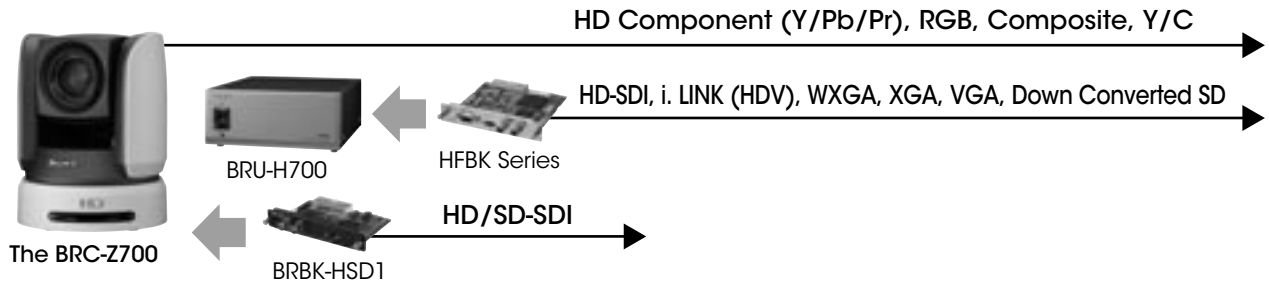 HD Component (Y/Pb/Pr), RGB, Composite, Y/C
HD-SDI, i. LINK (HDV), WXGA, XGA, VGA, Down Converted SD
BRU-H700
HFBK Series
HD/SD-SDI
The BRC-Z700
BRBK-HSD1